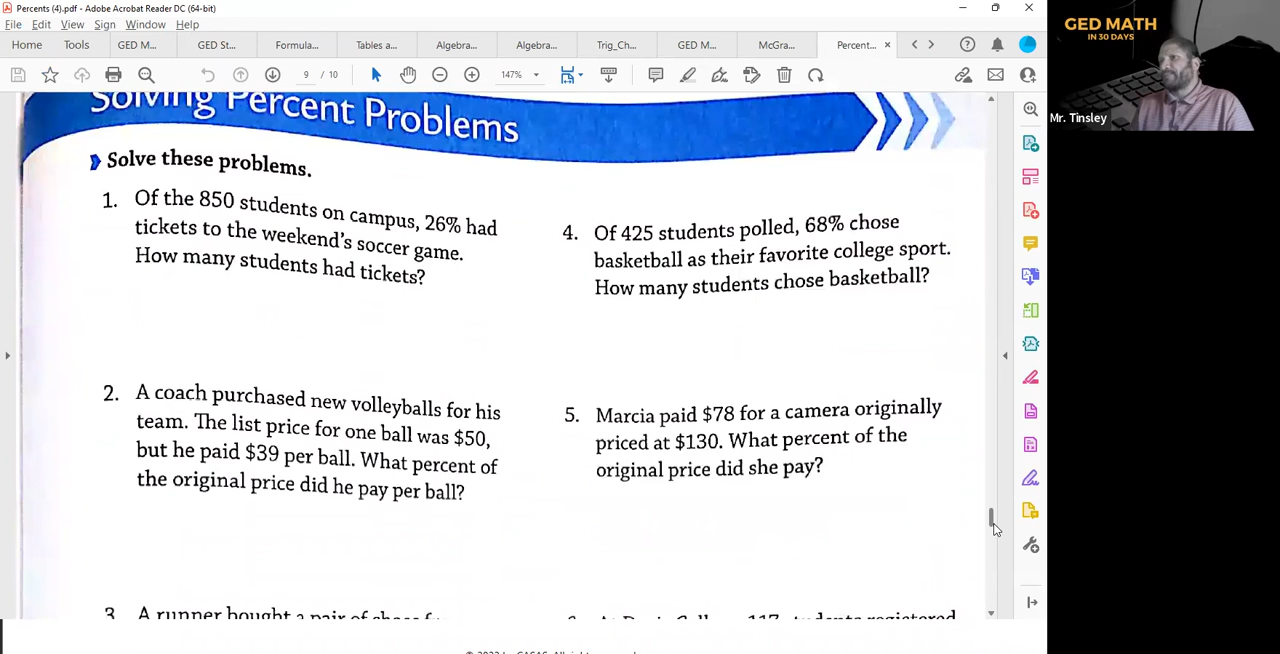 Percents (4).pdf - Adobe Acrobat Reader DC (64-bit)
File Edit View Sign Window Help
Home Tools GED M... GED St... Formula... Tables a... Algebra... Algebra... Trig_Ch... GED M... McGra... Percent... ×
9 / 10 147%
Solving Percent Problems
Solve these problems.
1. Of the 850 students on campus, 26% had
tickets to the weekend's soccer game.
How many students had tickets?
2. A coach purchased new volleyballs for his
team. The list price for one ball was $50,
but he paid $39 per ball. What percent of
the original price did he pay per ball?
3. A runner bought a pair of shoes
4. Of 425 students polled, 68% chose
basketball as their favorite college sport.
How many students chose basketball?
5. Marcia paid $78 for a camera originally
priced at $130. What percent of the
original price did she pay?
117 students registered
GED MATH
IN 30 DAYS
Mr. Tinsley